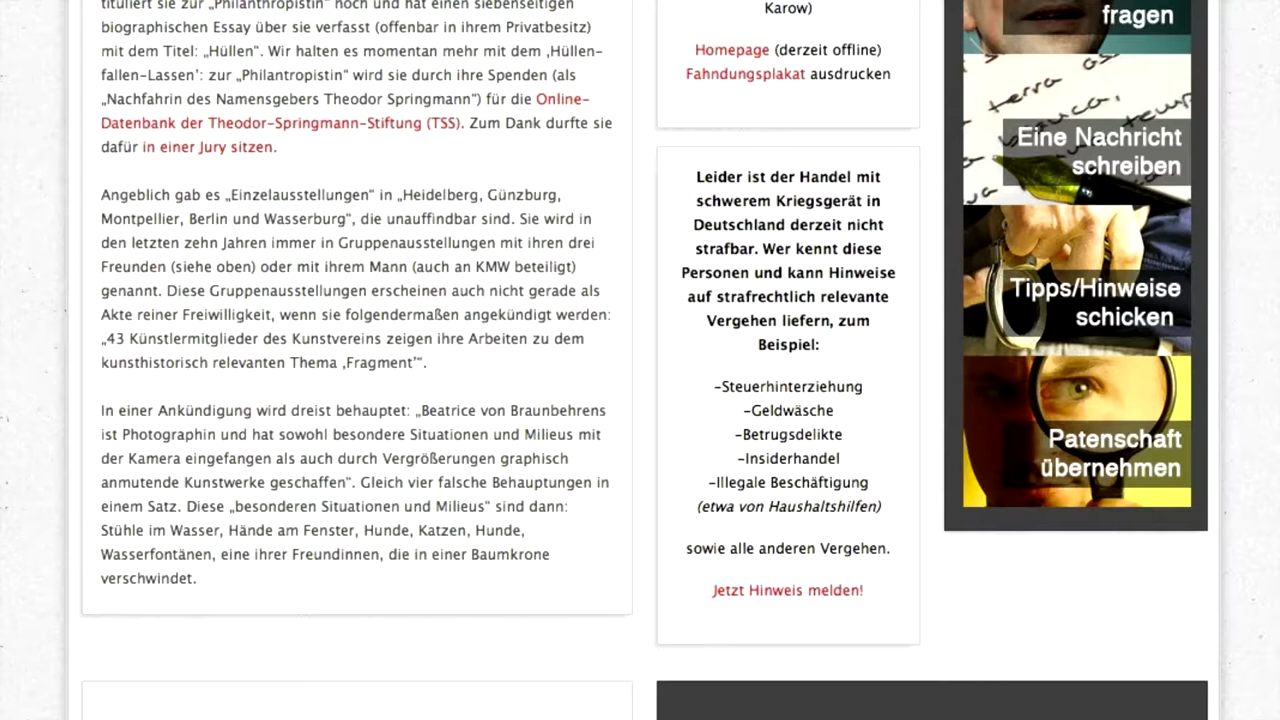 tituliert sie zur „Philanthropistin“ hoch und hat einen siebenseitigen
biographischen Essay über sie verfasst (offenbar in ihrem Privatbesitz)
mit dem Titel: „Hüllen“. Wir halten es momentan mehr mit dem ‚Hüllen-
fallen-Lassen’: zur „Philantropistin“ wird sie durch ihre Spenden (als
„Nachfahrin des Namensgebers Theodor Springmann“) für die Online-
Datenbank der Theodor-Springmann-Stiftung (TSS). Zum Dank durfte sie
dafür in einer Jury sitzen.
Angeblich gab es „Einzelausstellungen“ in „Heidelberg, Günzburg,
Montpellier, Berlin und Wasserburg“, die unauffindbar sind. Sie wird in
den letzten zehn Jahren immer in Gruppenausstellungen mit ihren drei
Freunden (siehe oben) oder mit ihrem Mann (auch an KMW beteiligt)
genannt. Diese Gruppenausstellungen erscheinen auch nicht gerade als
Akte reiner Freiwilligkeit, wenn sie folgendermaßen angekündigt werden:
„43 Künstlermitglieder des Kunstvereins zeigen ihre Arbeiten zu dem
kunsthistorisch relevanten Thema ‚Fragment’“.
In einer Ankündigung wird dreist behauptet: „Beatrice von Braunbehrens
ist Photographin und hat sowohl besondere Situationen und Milieus mit
der Kamera eingefangen als auch durch Vergrößerungen graphisch
anmutende Kunstwerke geschaffen“. Gleich vier falsche Behauptungen in
einem Satz. Diese „besonderen Situationen und Milieus“ sind dann:
Stühle im Wasser, Hände am Fenster, Hunde, Katzen, Hunde,
Wasserfontänen, eine ihrer Freundinnen, die in einer Baumkrone
verschwindet.
Karow)
Homepage (derzeit offline)
Fahndungsplakat ausdrucken
Leider ist der Handel mit
schwerem Kriegsgerät in
Deutschland derzeit nicht
strafbar. Wer kennt diese
Personen und kann Hinweise
auf strafrechtlich relevante
Vergehen liefern, zum
Beispiel:
-Steuerhinterziehung
-Geldwäsche
-Betrugsdelikte
-Insiderhandel
-Illegale Beschäftigung
(etwa von Haushaltshilfen)
sowie alle anderen Vergehen.
Jetzt Hinweis melden!
fragen
Eine Nachricht
schreiben
Tipps/Hinweise
schicken
Patenschaft
übernehmen